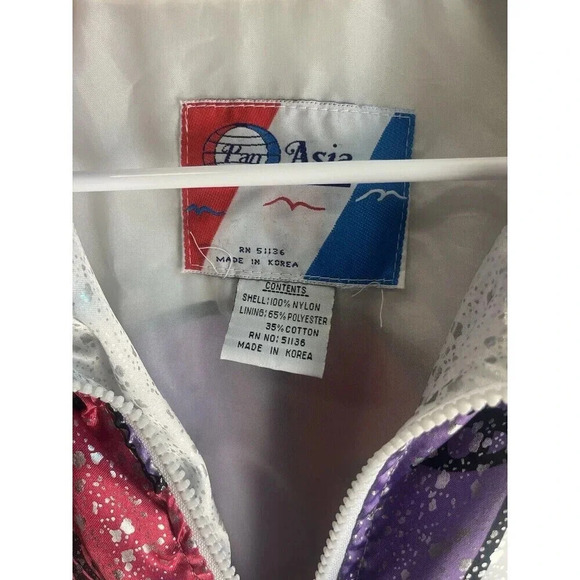 Pan Asia
RN 51136
MADE IN KOREA
CONTENTS
SHELL:100% NYLON
LINING:65% POLYESTER
35% COTTON
RN NO: 51136
MADE IN KOREA